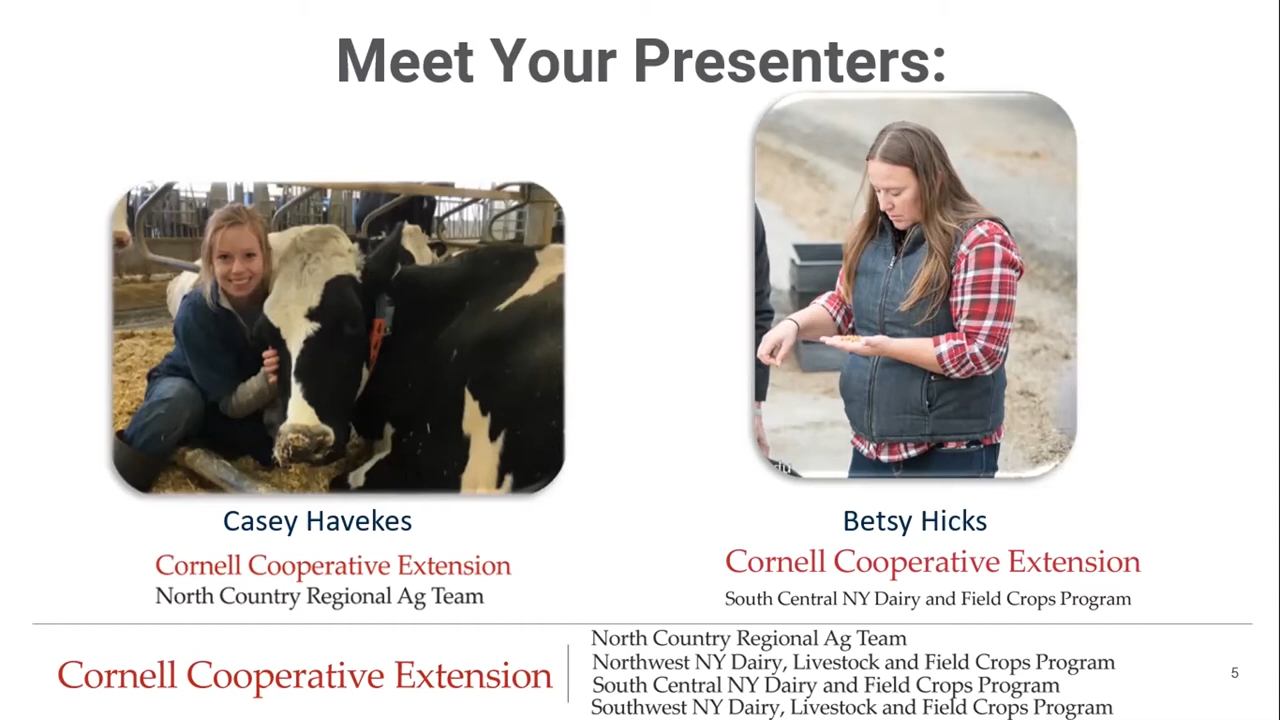 Meet Your Presenters:
du
Casey Havekes
Betsy Hicks
Cornell Cooperative Extension
North Country Regional Ag Team
Cornell Cooperative Extension
South Central NY Dairy and Field Crops Program
Cornell Cooperative Extension
North Country Regional Ag Team
Northwest NY Dairy, Livestock and Field Crops Program
South Central NY Dairy and Field Crops Program
Southwest NY Dairy, Livestock and Field Crops Program
5